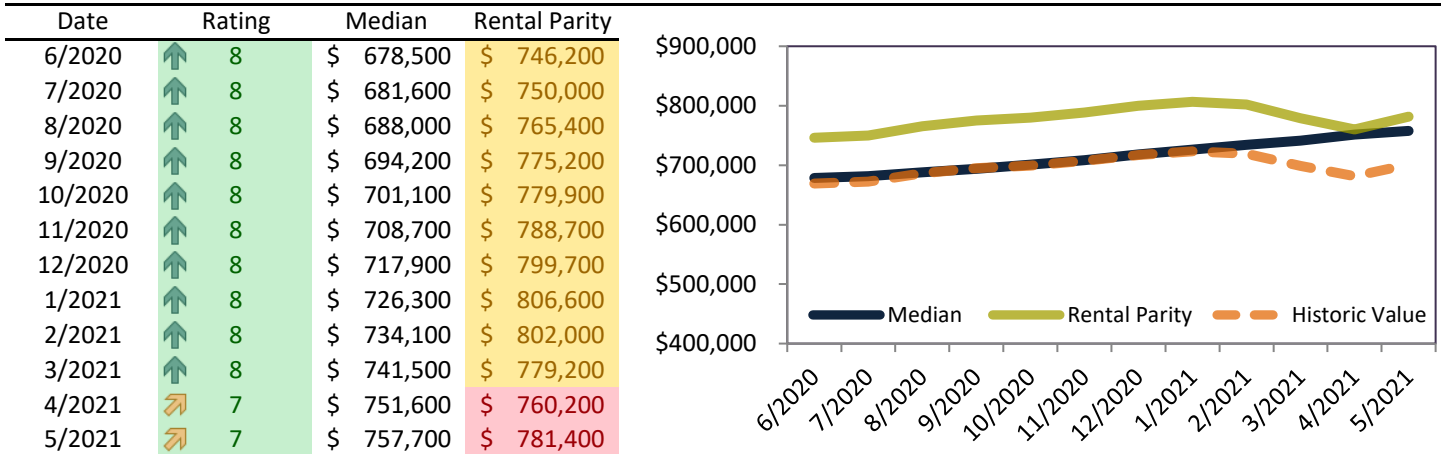 Date Rating Median Rental Parity
6/2020 8 $ 678,500 $ 746,200
7/2020 8 $ 681,600 $ 750,000
8/2020 8 $ 688,000 $ 765,400
9/2020 8 $ 694,200 $ 775,200
10/2020 8 $ 701,100 $ 779,900
11/2020 8 $ 708,700 $ 788,700
12/2020 8 $ 717,900 $ 799,700
1/2021 8 $ 726,300 $ 806,600
2/2021 8 $ 734,100 $ 802,000
3/2021 8 $ 741,500 $ 779,200
4/2021 7 $ 751,600 $ 760,200
5/2021 7 $ 757,700 $ 781,400
$900,000
$800,000
$700,000
$600,000
$500,000
$400,000
Median Rental Parity Historic Value
6/2020 7/2020 8/2020 9/2020 10/2020 11/2020 12/2020 1/2021 2/2021 3/2021 4/2021 5/2021